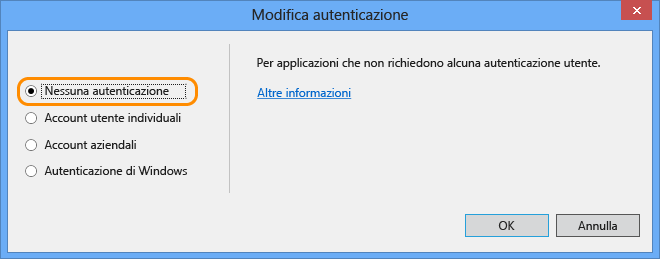 Modifica autenticazione
Nessuna autenticazione
Account utente individuali
Account aziendali
Autenticazione di Windows
Per applicazioni che non richiedono alcuna autenticazione utente.
Altre informazioni
OK
Annulla